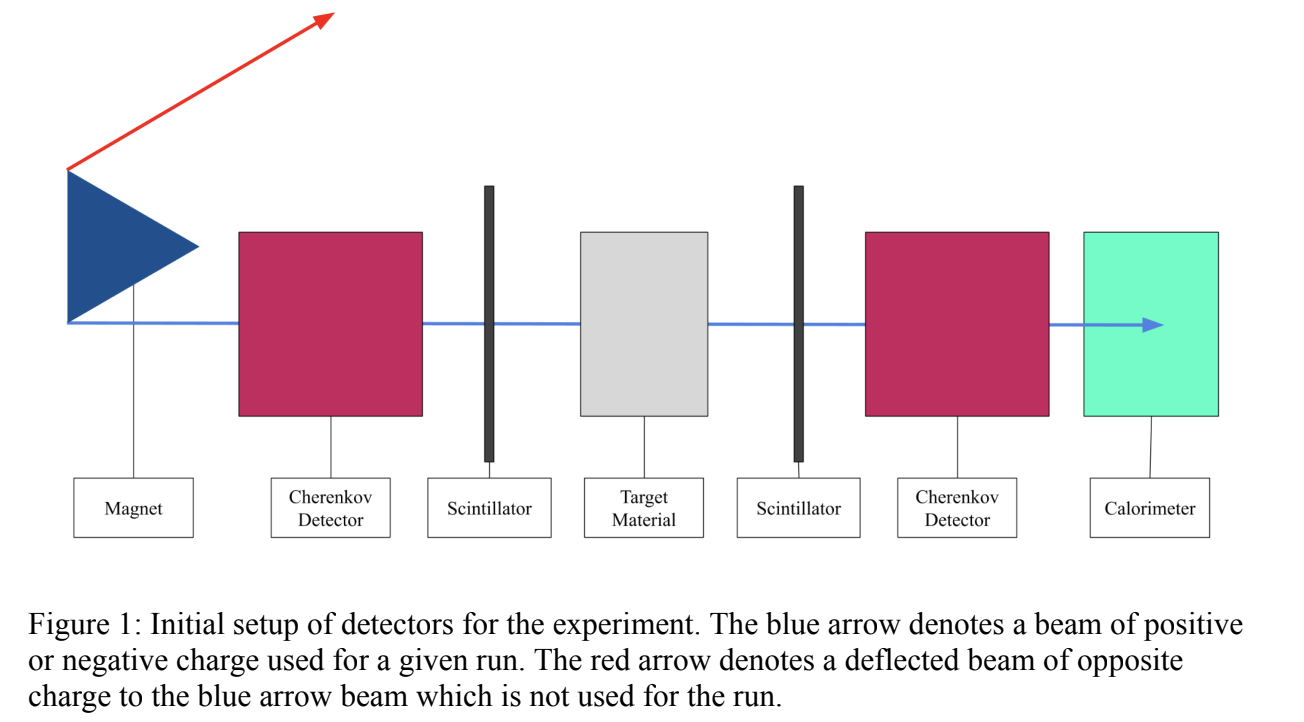 Magnet
Cherenkov
Detector
Scintillator
Target
Material
Scintillator
Cherenkov
Detector
Calorimeter
Figure 1: Initial setup of detectors for the experiment. The blue arrow denotes a beam of positive
or negative charge used for a given run. The red arrow denotes a deflected beam of opposite
charge to the blue arrow beam which is not used for the run.